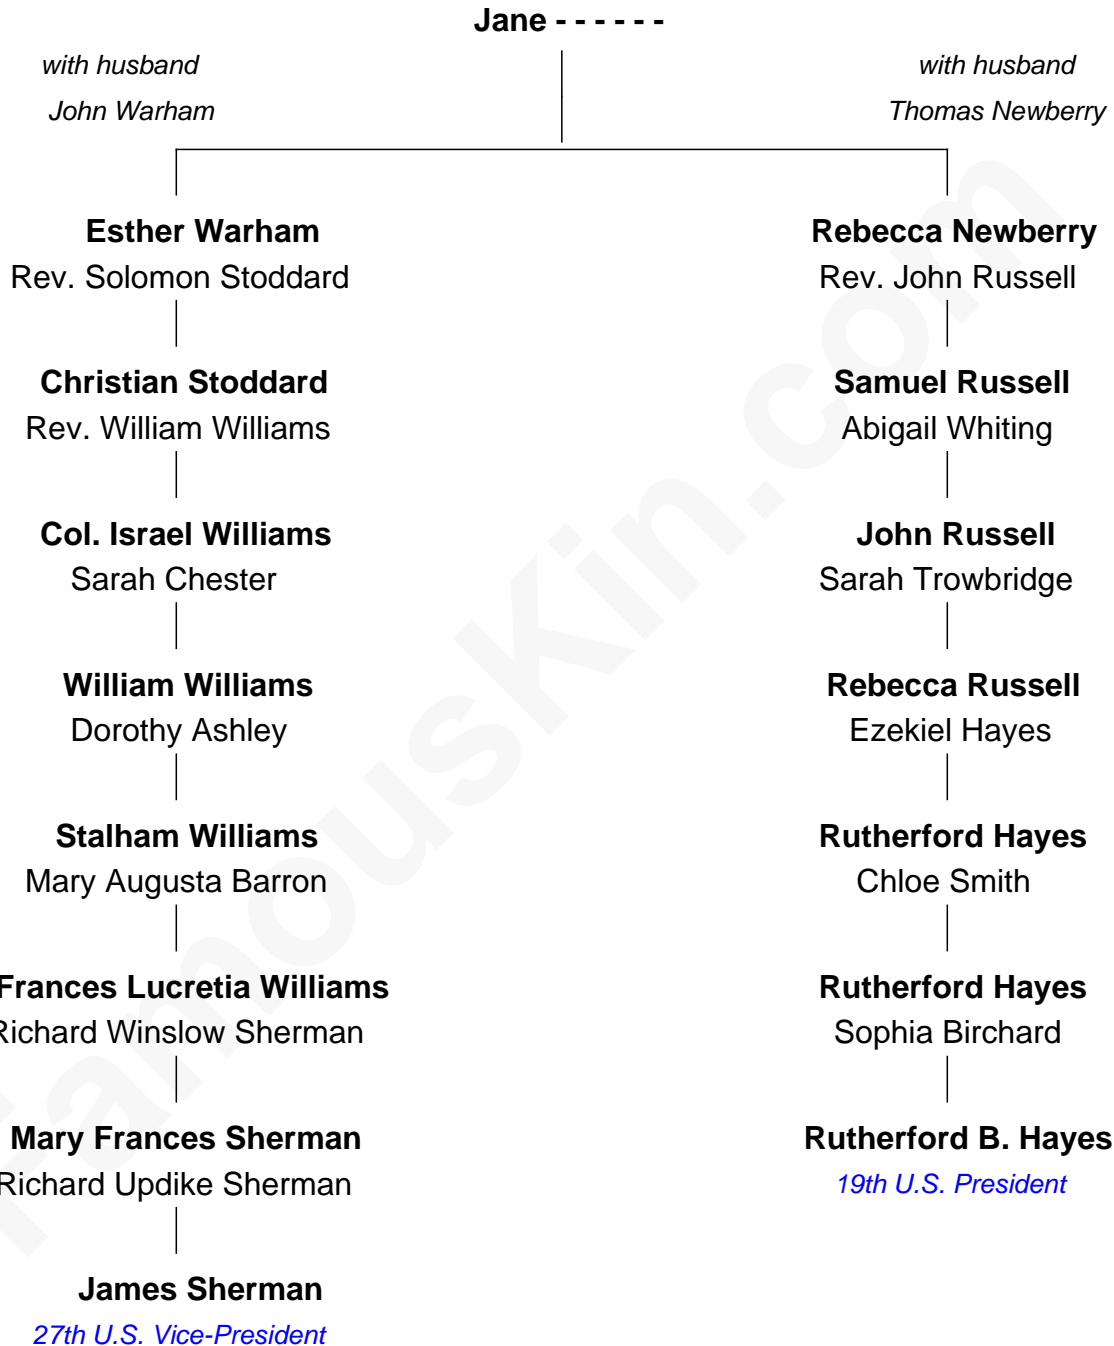 Jane - - - - - -
with husband
John Warham
with husband
Thomas Newberry
Esther Warham
Rev. Solomon Stoddard
Christian Stoddard
Rev. William Williams
Col. Israel Williams
Sarah Chester
William Williams
Dorothy Ashley
Stalham Williams
Mary Augusta Barron
Frances Lucretia Williams
Richard Winslow Sherman
Mary Frances Sherman
Richard Updike Sherman
James Sherman
27th U.S. Vice-President
Rebecca Newberry
Rev. John Russell
Samuel Russell
Abigail Whiting
John Russell
Sarah Trowbridge
Rebecca Russell
Ezekiel Hayes
Rutherford Hayes
Chloe Smith
Rutherford Hayes
Sophia Birchard
Rutherford B. Hayes
19th U.S. President
FamousKin.com